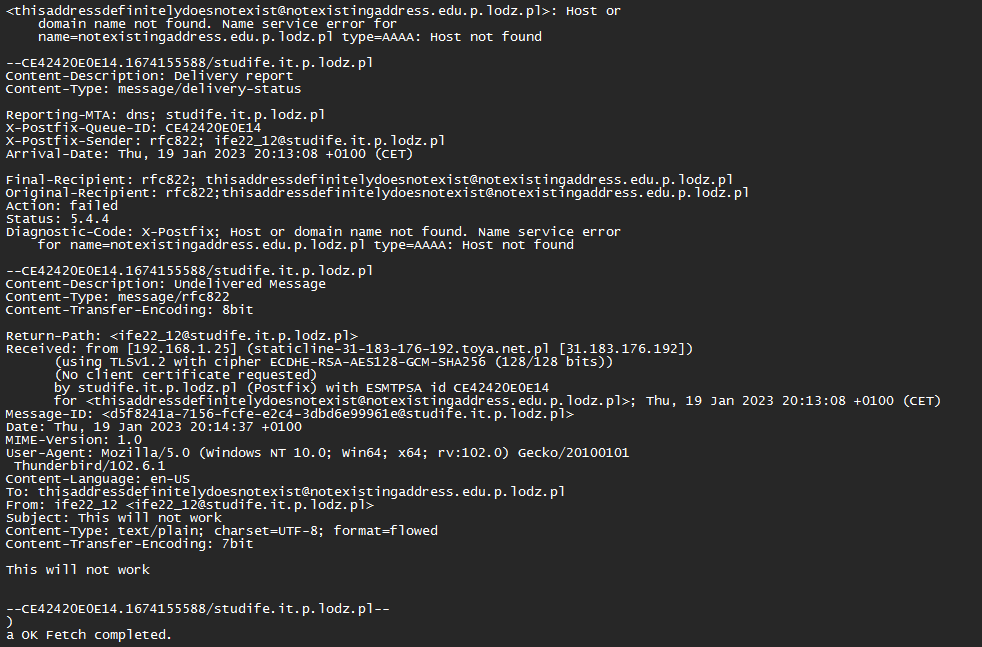 <thisaddressdefinitelydoesnotexist@notexistingaddress.edu.p.lodz.pl>: Host or
    domain name not found. Name service error for
    name=notexistingaddress.edu.p.lodz.pl type=AAAA: Host not found

--CE42420E0E14.1674155588/studife.it.p.lodz.pl
Content-Description: Delivery report
Content-Type: message/delivery-status

Reporting-MTA: dns; studife.it.p.lodz.pl
X-Postfix-Queue-ID: CE42420E0E14
X-Postfix-Sender: rfc822; ife22_12@studife.it.p.lodz.pl
Arrival-Date: Thu, 19 Jan 2023 20:13:08 +0100 (CET)

Final-Recipient: rfc822; thisaddressdefinitelydoesnotexist@notexistingaddress.edu.p.lodz.pl
Original-Recipient: rfc822;thisaddressdefinitelydoesnotexist@notexistingaddress.edu.p.lodz.pl
Action: failed
Status: 5.4.4
Diagnostic-Code: X-Postfix; Host or domain name not found. Name service error
    for name=notexistingaddress.edu.p.lodz.pl type=AAAA: Host not found

--CE42420E0E14.1674155588/studife.it.p.lodz.pl
Content-Description: Undelivered Message
Content-Type: message/rfc822
Content-Transfer-Encoding: 8bit

Return-Path: <ife22_12@studife.it.p.lodz.pl>
Received: from [192.168.1.25] (staticline-31-183-176-192.toya.net.pl [31.183.176.192])
      (using TLSv1.2 with cipher ECDHE-RSA-AES128-GCM-SHA256 (128/128 bits))
      (No client certificate requested)
      by studife.it.p.lodz.pl (Postfix) with ESMTPSA id CE42420E0E14
      for <thisaddressdefinitelydoesnotexist@notexistingaddress.edu.p.lodz.pl>; Thu, 19 Jan 2023 20:13:08 +0100 (CET)
Message-ID: <d5f8241a-7156-fcfe-e2c4-3dbd6e99961e@studife.it.p.lodz.pl>
Date: Thu, 19 Jan 2023 20:14:37 +0100
MIME-Version: 1.0
User-Agent: Mozilla/5.0 (Windows NT 10.0; Win64; x64; rv:102.0) Gecko/20100101
 Thunderbird/102.6.1
Content-Language: en-US
To: thisaddressdefinitelydoesnotexist@notexistingaddress.edu.p.lodz.pl
From: ife22_12 <ife22_12@studife.it.p.lodz.pl>
Subject: This will not work
Content-Type: text/plain; charset=UTF-8; format=flowed
Content-Transfer-Encoding: 7bit

This will not work


--CE42420E0E14.1674155588/studife.it.p.lodz.pl--
)
a OK Fetch completed.